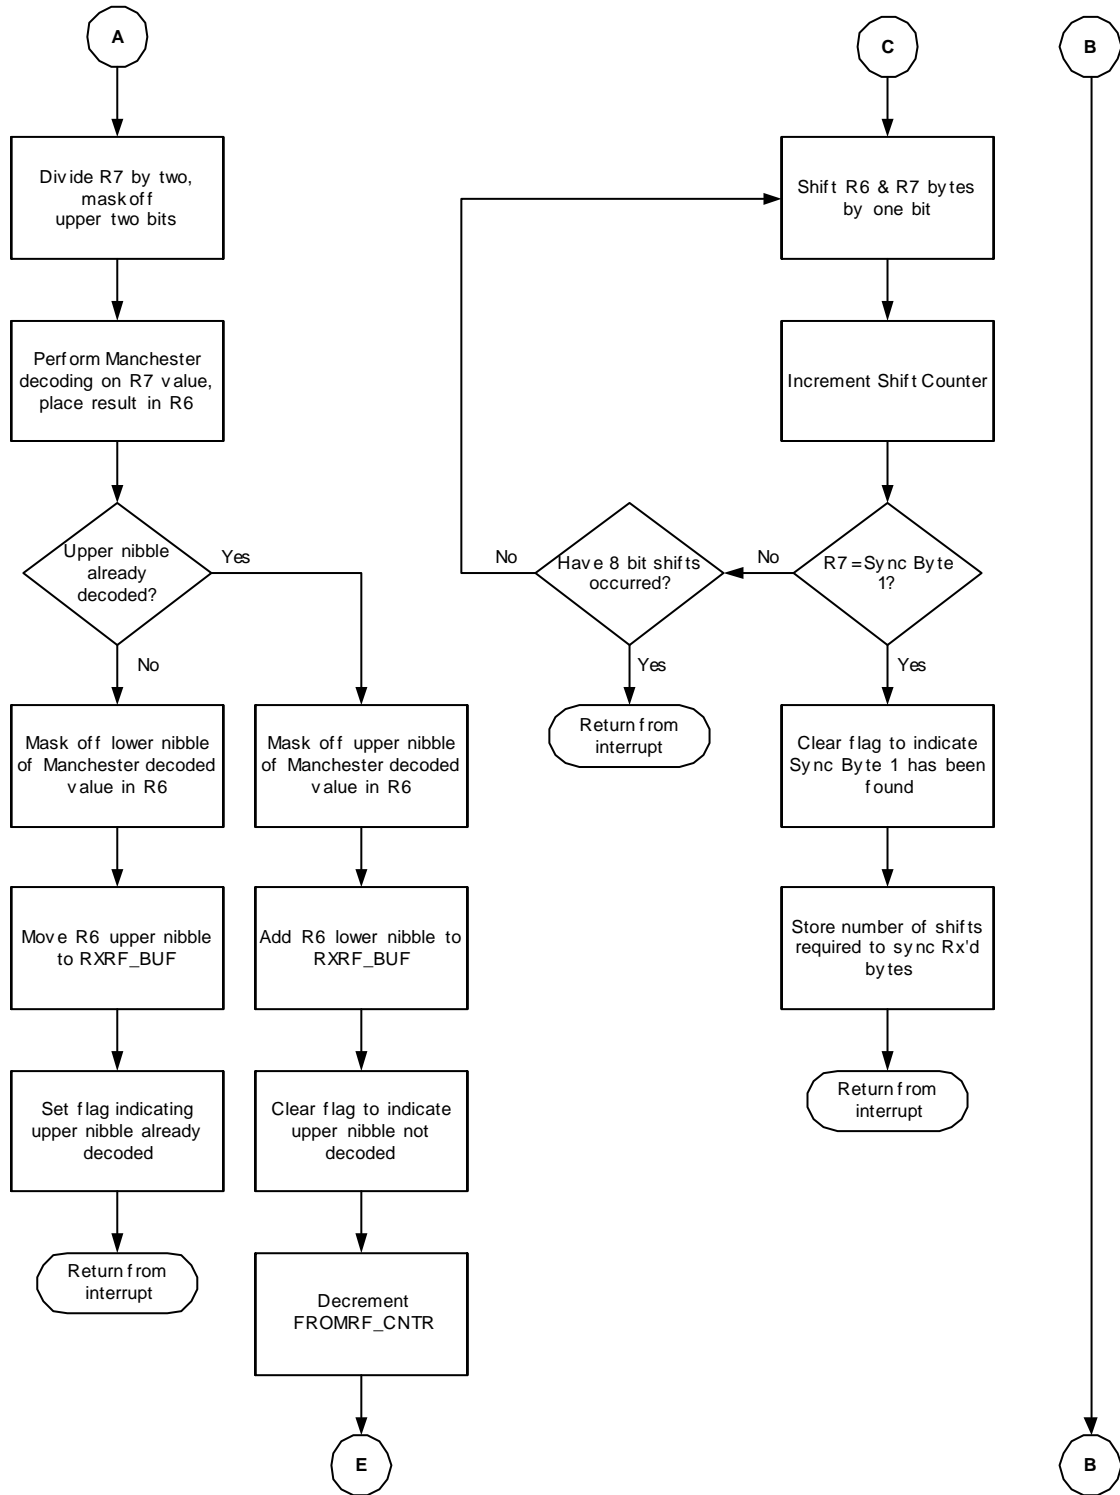 A
Divide R7 by two,
mask off
upper two bits
Perform Manchester
decoding on R7 value,
place result in R6
Upper nibble
already
decoded?
Yes
No
Mask off lower nibble
of Manchester decoded
value in R6
Mask off upper nibble
of Manchester decoded
value in R6
Move R6 upper nibble
to RXRF_BUF
Add R6 lower nibble to
RXRF_BUF
Set flag indicating
upper nibble already
decoded
Clear flag to indicate
upper nibble not
decoded
Return from
interrupt
Decrement
FROMRF_CNTR
E
C
Shift R6 & R7 bytes
by one bit
Increment Shift Counter
R7 = Sync Byte
1?
No
Have 8 bit shifts
occurred?
No
Yes
Return from
interrupt
Yes
Clear flag to indicate
Sync Byte 1 has been
found
Store number of shifts
required to sync Rx'd
bytes
Return from
interrupt
B
B